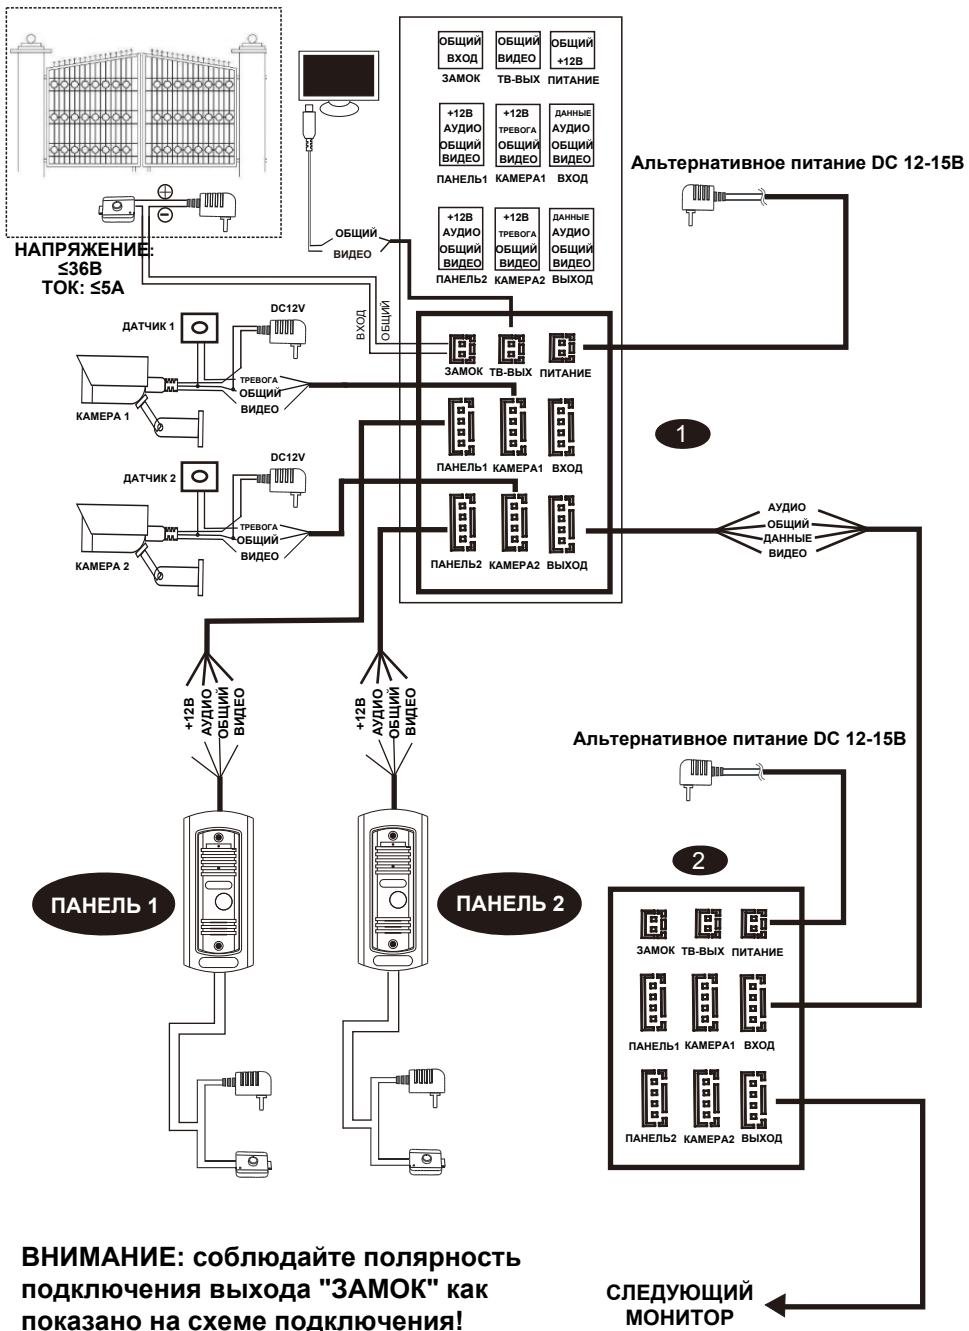 ОБЩИЙ
ВХОД
ЗАМОК
ОБЩИЙ
ВИДЕО
ТВ-ВЫХ
ОБЩИЙ
+12В
ПИТАНИЕ
+12В
АУДИО
ОБЩИЙ
ВИДЕО
ПАНЕЛЬ1
+12В
ТРЕВОГА
ОБЩИЙ
ВИДЕО
КАМЕРА1
ДАННЫЕ
АУДИО
ОБЩИЙ
ВИДЕО
ВХОД
+12В
АУДИО
ОБЩИЙ
ВИДЕО
ПАНЕЛЬ2
+12В
ТРЕВОГА
ОБЩИЙ
ВИДЕО
КАМЕРА2
ДАННЫЕ
АУДИО
ОБЩИЙ
ВИДЕО
ВЫХОД
Альтернативное питание DC 12-15В
НАПРЯЖЕНИЕ:
≤36В
ТОК: ≤5А
ОБЩИЙ
ВИДЕО
ВХОД
ОБЩИЙ
ДАТЧИК 1
DC12V
ТРЕВОГА
ОБЩИЙ
ВИДЕО
КАМЕРА 1
ДАТЧИК 2
DC12V
ТРЕВОГА
ОБЩИЙ
ВИДЕО
КАМЕРА 2
ЗАМОК ТВ-ВЫХ ПИТАНИЕ
ПАНЕЛЬ1 КАМЕРА1 ВХОД
ПАНЕЛЬ2 КАМЕРА2 ВЫХОД
1
АУДИО
ОБЩИЙ
ДАННЫЕ
ВИДЕО
+12В
АУДИО
ОБЩИЙ
ВИДЕО
+12В
АУДИО
ОБЩИЙ
ВИДЕО
Альтернативное питание DC 12-15В
2
ПАНЕЛЬ 1
ПАНЕЛЬ 2
ЗАМОК ТВ-ВЫХ ПИТАНИЕ
ПАНЕЛЬ1 КАМЕРА1 ВХОД
ПАНЕЛЬ2 КАМЕРА2 ВЫХОД
ВНИМАНИЕ: соблюдайте полярность
подключения выхода "ЗАМОК" как
показано на схеме подключения!
СЛЕДУЮЩИЙ
МОНИТОР